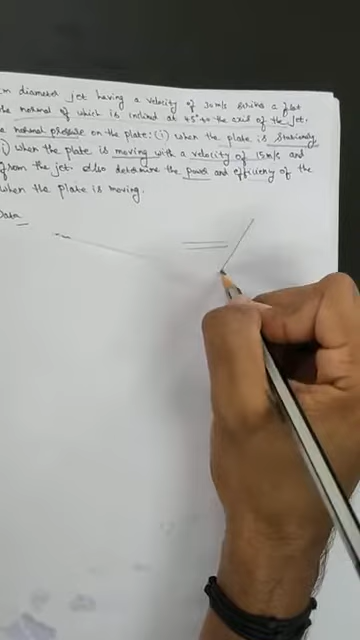 m diameter jet having a velocity of 30m/s strikes a flat
the normal of which is inclined at 45° to the axis of the jet.
e normal pressure on the plate: (i) when the plate is stationary
i) when the plate is moving with a velocity of 15m/s and
from the jet. also determine the power and efficiency of the
when the plate is moving.
Data